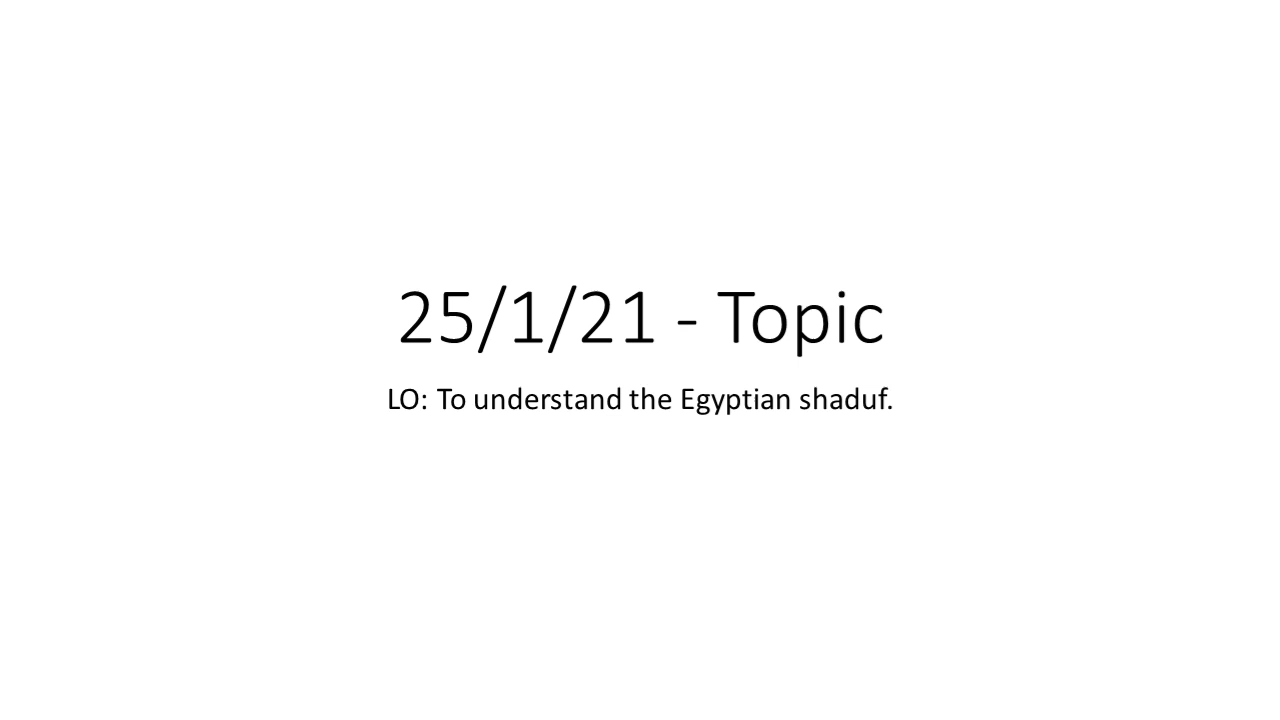 25/1/21 - Topic
LO: To understand the Egyptian shaduf.